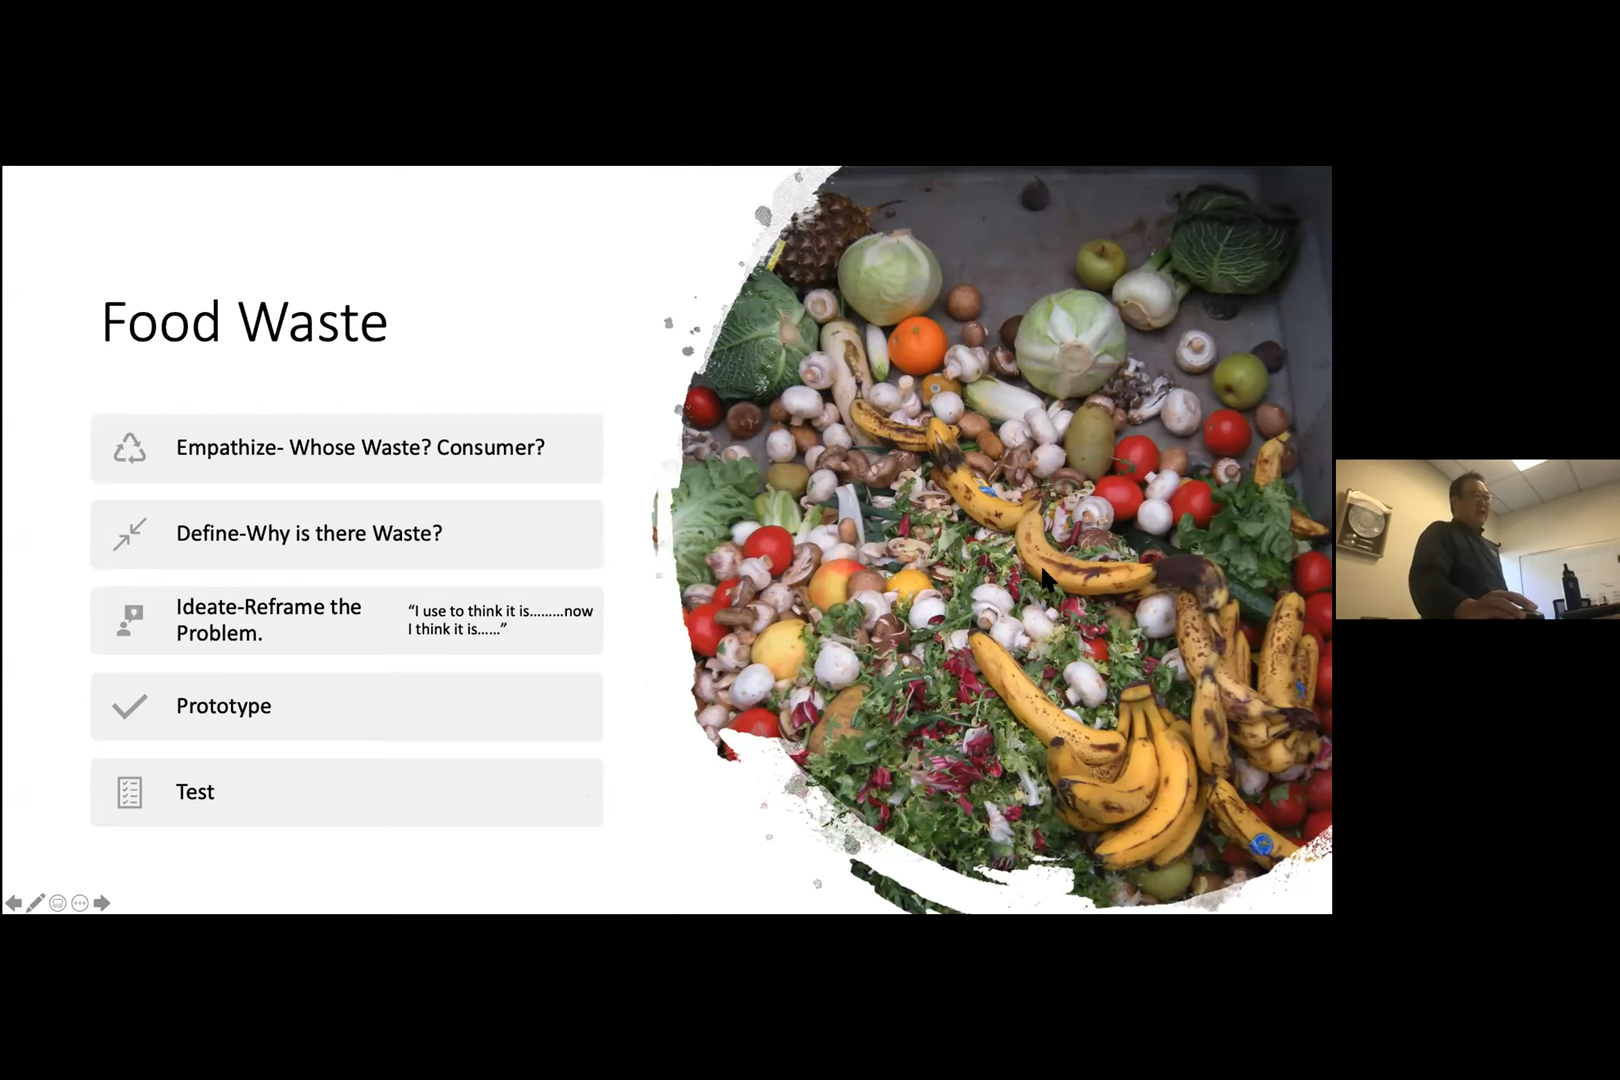 Food Waste
Empathize- Whose Waste? Consumer?
Define-Why is there Waste?
Ideate-Reframe the
Problem.
“I use to think it is.........now
I think it is......”
Prototype
Test